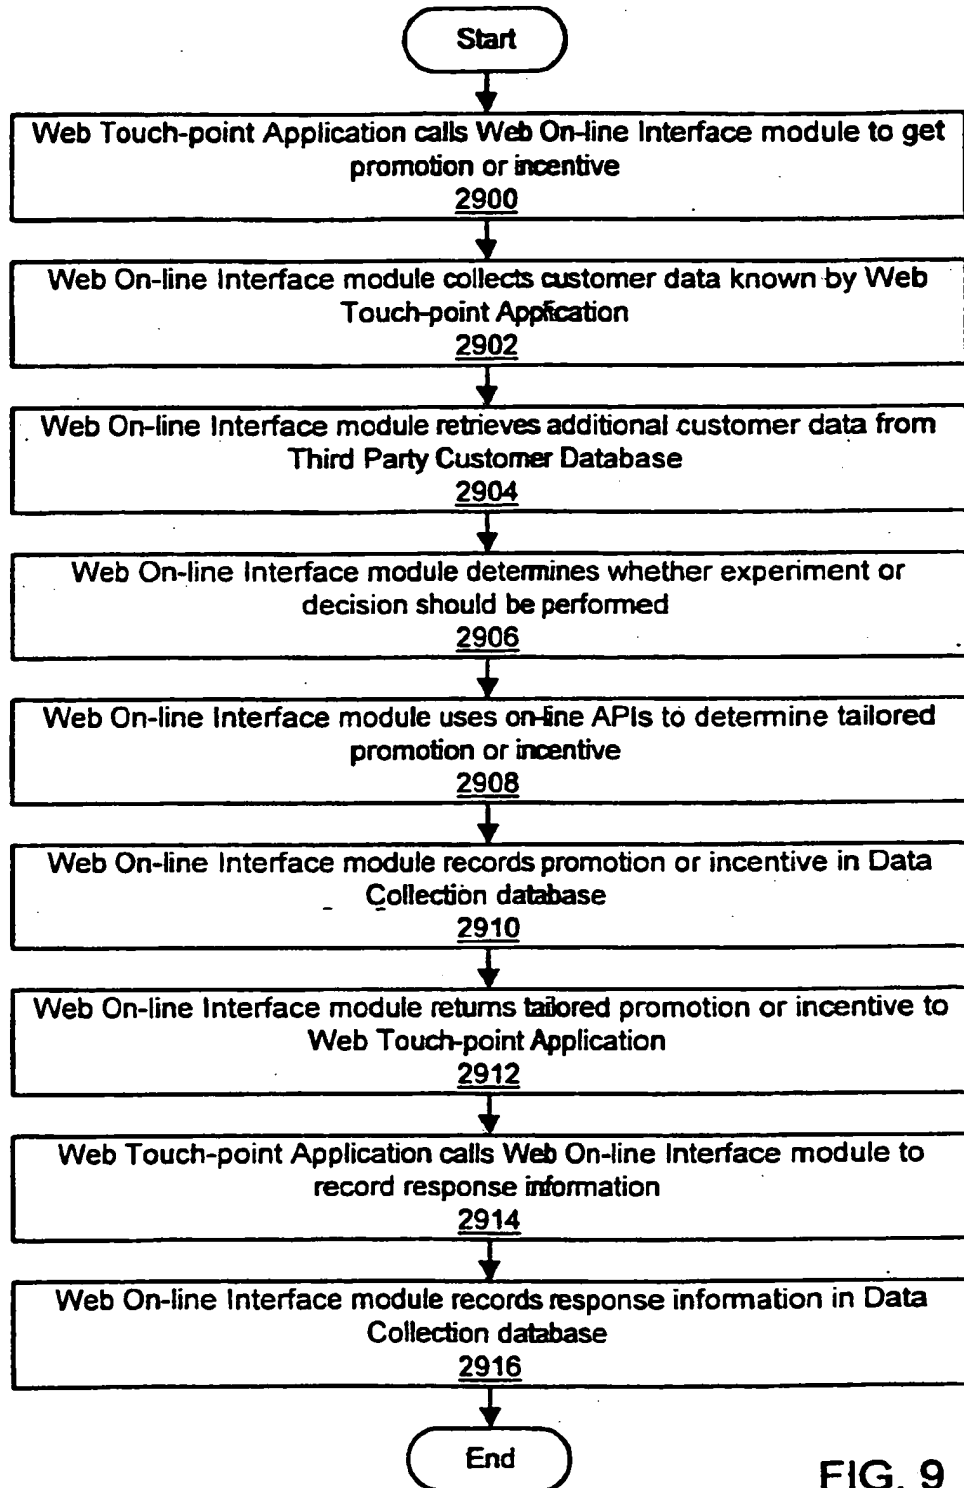 Start
Web Touch-point Application calls Web On-line Interface module to get
promotion or incentive
2900
Web On-line Interface module collects customer data known by Web
Touch-point Application
2902
Web On-line Interface module retrieves additional customer data from
Third Party Customer Database
2904
Web On-line Interface module determines whether experiment or
decision should be performed
2906
Web On-line Interface module uses on-line APIs to determine tailored
promotion or incentive
2908
Web On-line Interface module records promotion or incentive in Data
Collection database
2910
Web On-line Interface module returns tailored promotion or incentive to
Web Touch-point Application
2912
Web Touch-point Application calls Web On-line Interface module to
record response information
2914
Web On-line Interface module records response information in Data
Collection database
2916
End
FIG. 9